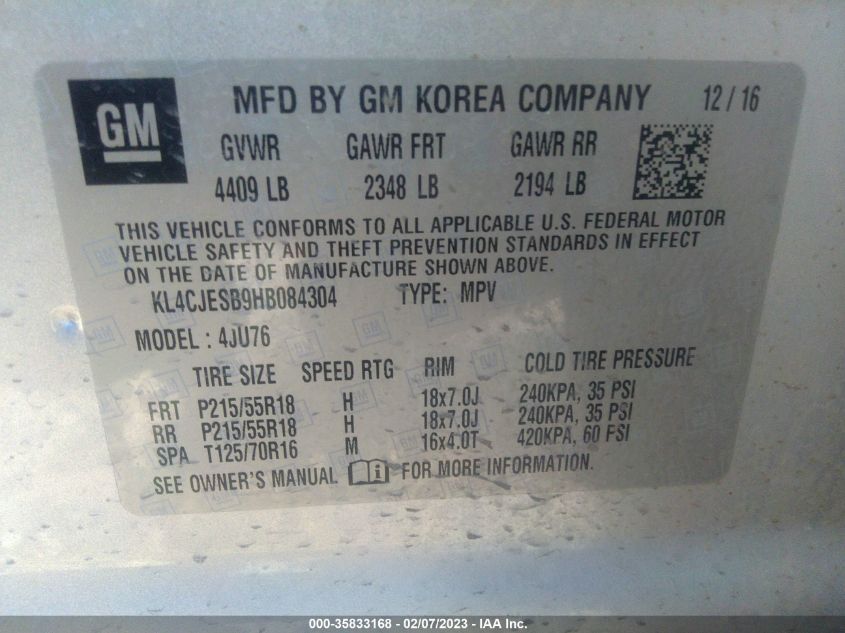 GM
MFD BY GM KOREA COMPANY 12 / 16
GVWR GAWR FRT GAWR RR
4409 LB 2348 LB 2194 LB
THIS VEHICLE CONFORMS TO ALL APPLICABLE U.S. FEDERAL MOTOR
VEHICLE SAFETY AND THEFT PREVENTION STANDARDS IN EFFECT
ON THE DATE OF MANUFACTURE SHOWN ABOVE.
KL4CJESB9HB084304 TYPE: MPV
MODEL : 4JU76
TIRE SIZE SPEED RTG RIM COLD TIRE PRESSURE
FRT P215/55R18 H 18x7.0J 240KPA, 35 PSI
RR P215/55R18 H 18x7.0J 240KPA, 35 PSI
SPA T125/70R16 M 16x4.0T 420KPA, 60 PSI
SEE OWNER'S MANUAL FOR MORE INFORMATION.
000-35833168 - 02/07/2023 - IAA Inc.